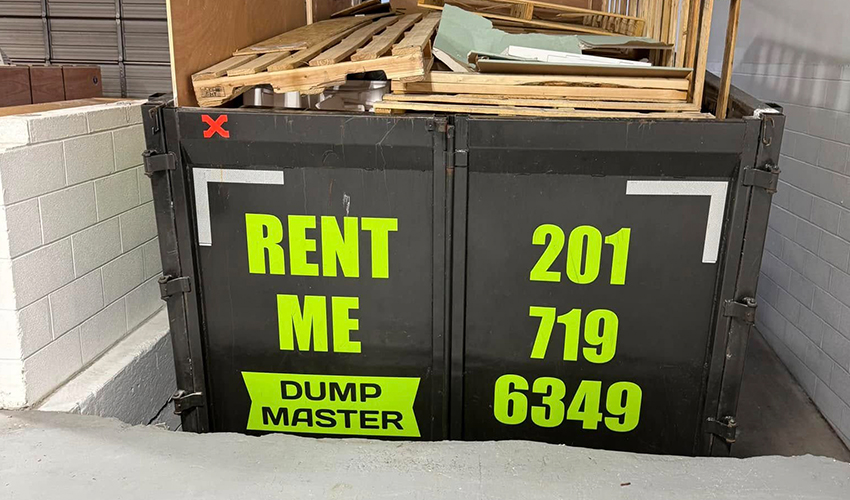 RENT
ME
DUMP
MASTER
201
719
6349